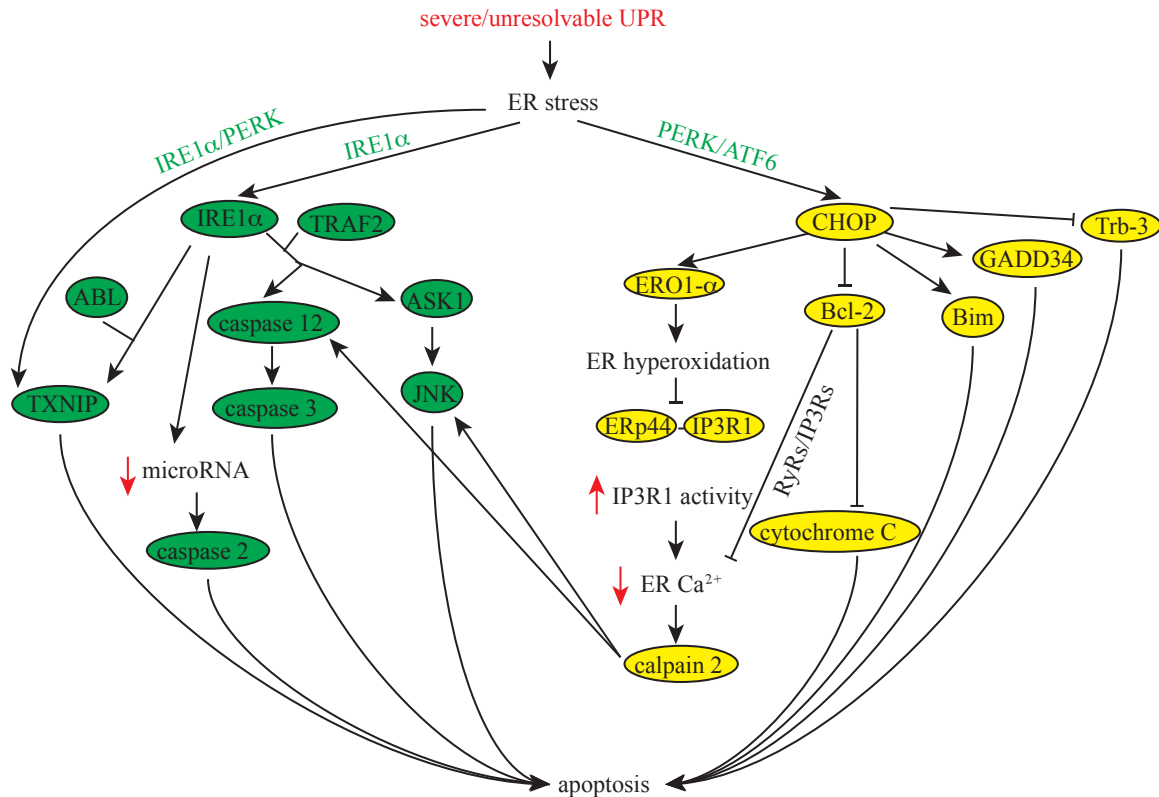 severe/unresolvable UPR
ER stress
IRE1α/PERK
IRE1α
PERK/ATF6
IRE1α
TRAF2
CHOP
Trb-3
GADD34
ABL
ERO1-α
ASK1
caspase 12
Bcl-2
Bim
ER hyperoxidation
TXNIP
caspase 3
JNK
ERp44
IP3R1
RyRs/IP3Rs
microRNA
IP3R1 activity
cytochrome C
caspase 2
ER Ca²⁺
calpain 2
apoptosis